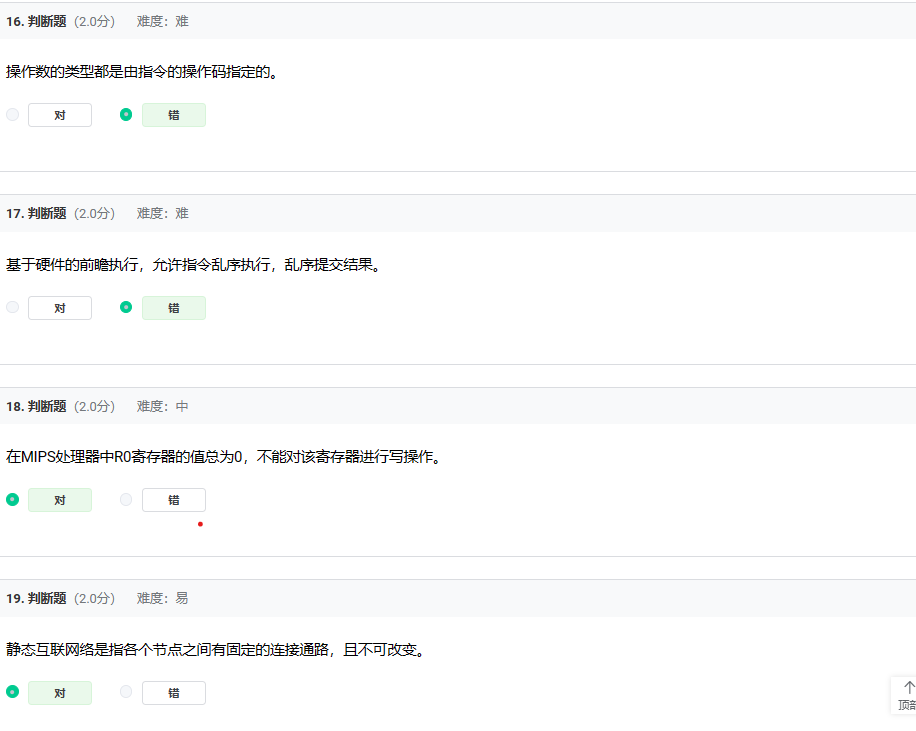 16. 判断题 (2.0分) 难度：难
操作数的类型都是由指令的操作码指定的。
对 错
17. 判断题 (2.0分) 难度：难
基于硬件的前瞻执行，允许指令乱序执行，乱序提交结果。
对 错
18. 判断题 (2.0分) 难度：中
在MIPS处理器中R0寄存器的值总为0，不能对该寄存器进行写操作。
对 错
19. 判断题 (2.0分) 难度：易
静态互联网络是指各个节点之间有固定的连接通路，且不可改变。
对 错
顶部